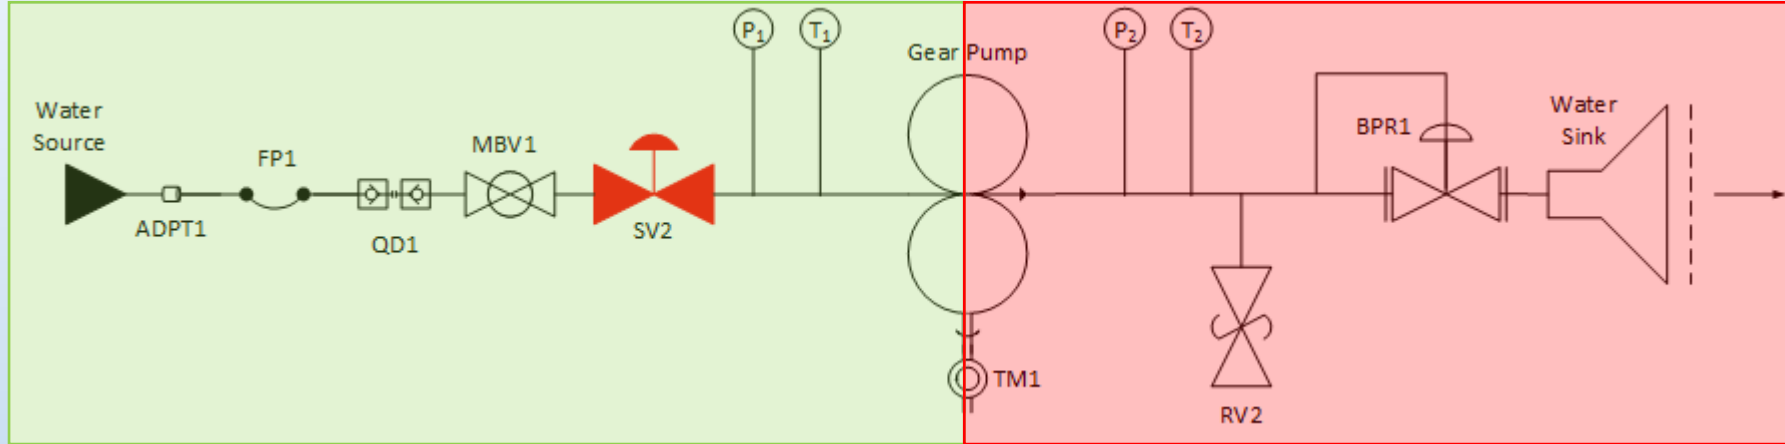 Water
Source
ADPT1
FP1
QD1
MBV1
SV2
P1
T1
Gear Pump
TM1
P2
T2
RV2
BPR1
Water
Sink